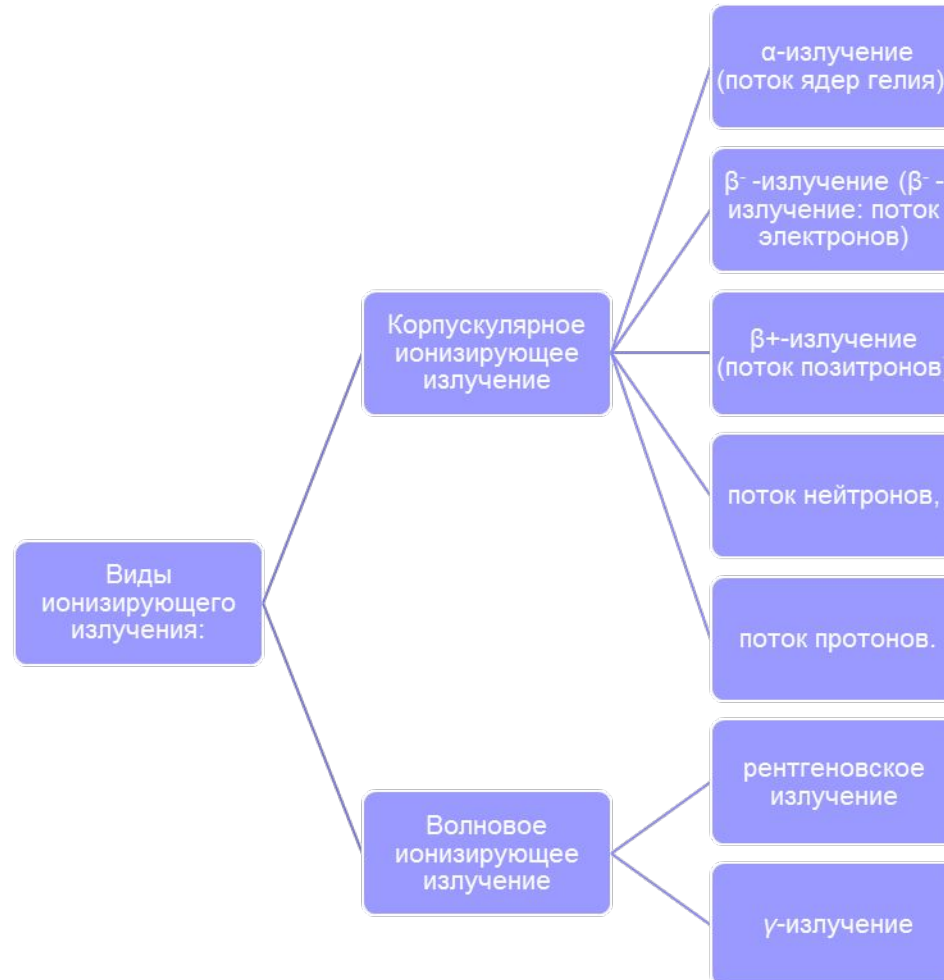 Виды
ионизирующего
излучения:
Корпускулярное
ионизирующее
излучение
α-излучение
(поток ядер гелия)
β⁻ -излучение (β⁻ -
излучение: поток
электронов)
β+-излучение
(поток позитронов
поток нейтронов,
поток протонов.
Волновое
ионизирующее
излучение
рентгеновское
излучение
γ-излучение